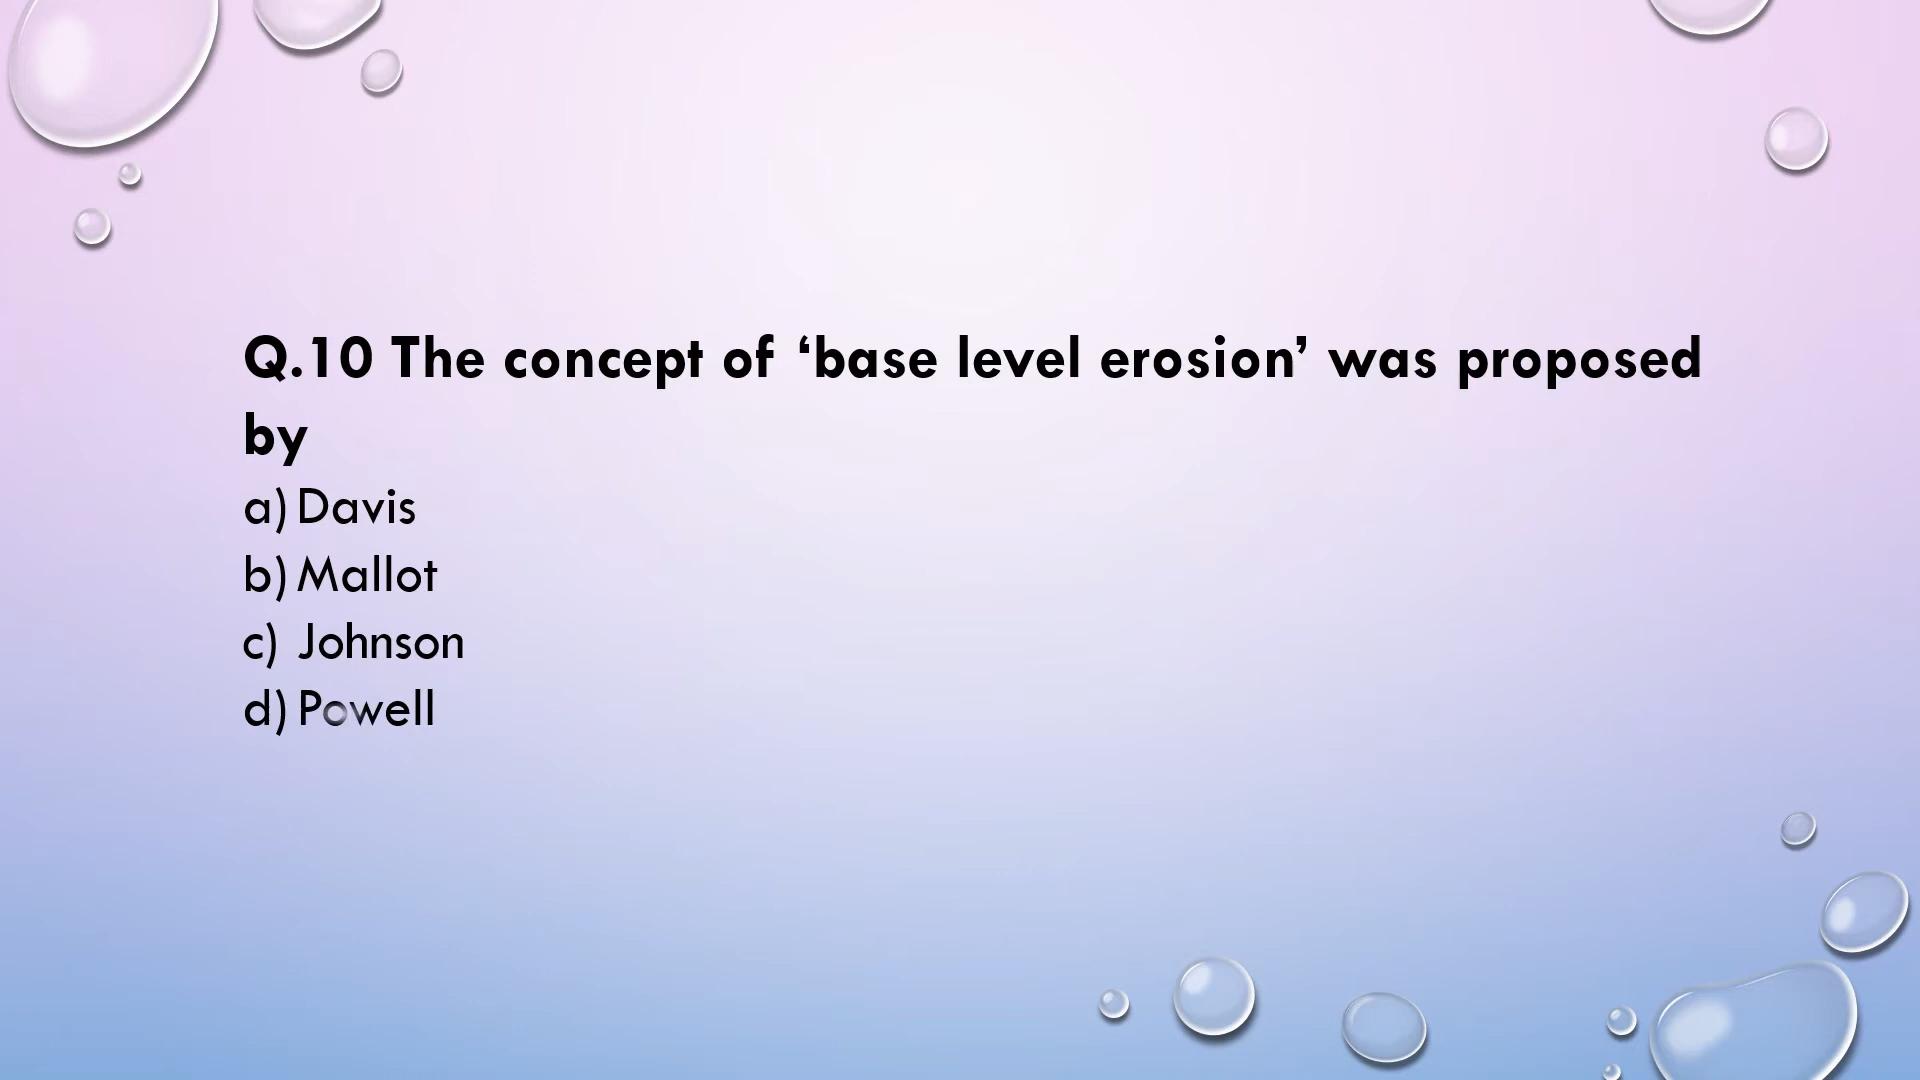 Q.10 The concept of ‘base level erosion’ was proposed
by
a) Davis
b) Mallot
c) Johnson
d) Powell